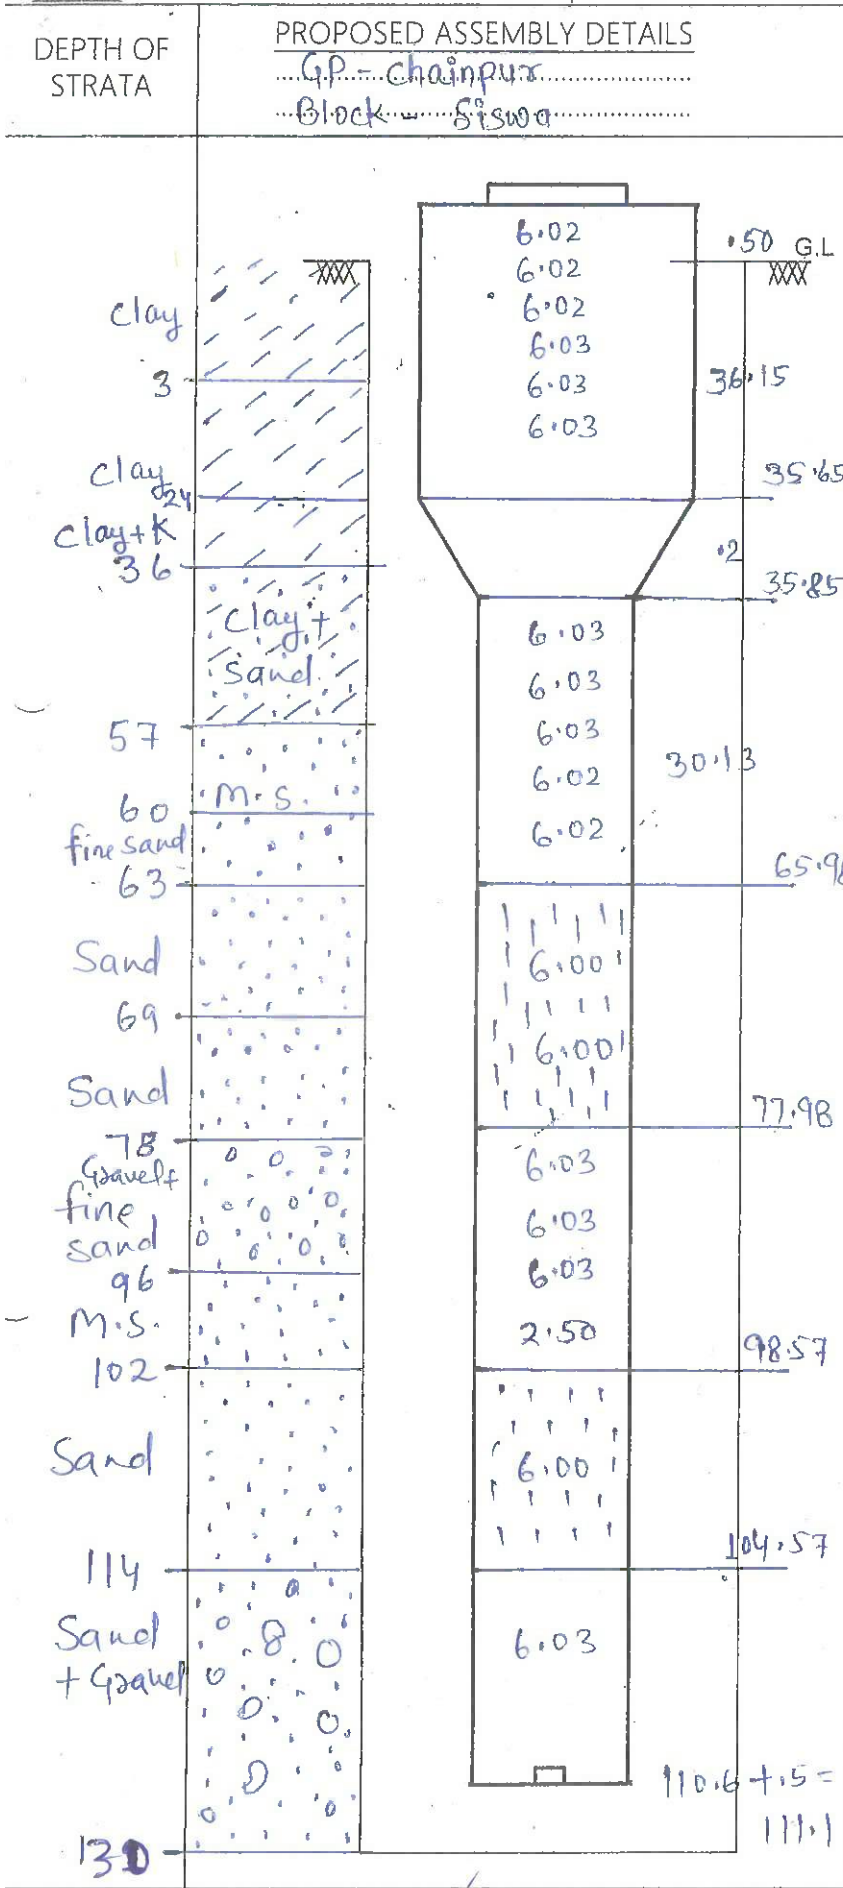 DEPTH OF
STRATA
PROPOSED ASSEMBLY DETAILS
GP - Chainpur
Block - Siswa
clay
3
clay
24
clay+K
36
Clay +
Sand
57
M.S.
60
fine sand
63
Sand
69
Sand
78
Gravel+
fine
sand
96
M.S.
102
Sand
114
Sand
+ Gravel
130
6.02
6.02
6.02
6.03
6.03
6.03
6.03
6.03
6.03
6.02
6.02
6.00
6.00
6.03
6.03
6.03
2.50
6.00
6.03
.50 G.L
36.15
35.65
.2
35.85
30.13
65.98
77.98
98.57
104.57
110.6 + .5 =
111.1